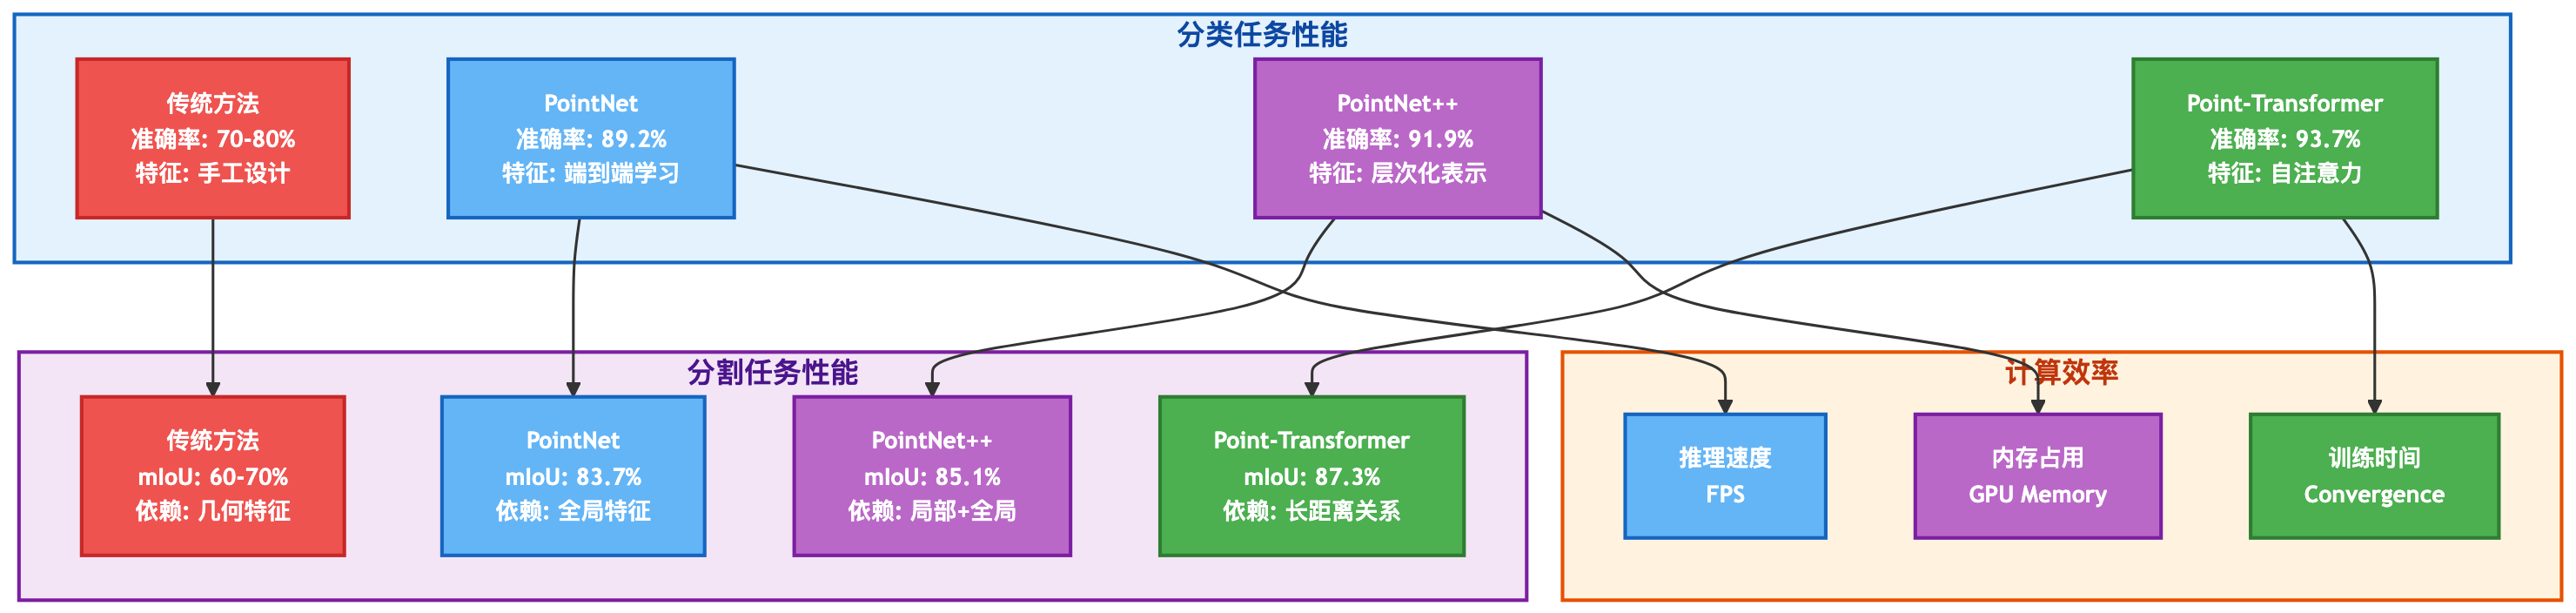 分类任务性能
传统方法
准确率: 70-80%
特征: 手工设计
PointNet
准确率: 89.2%
特征: 端到端学习
PointNet++
准确率: 91.9%
特征: 层次化表示
Point-Transformer
准确率: 93.7%
特征: 自注意力
分割任务性能
传统方法
mIoU: 60-70%
依赖: 几何特征
PointNet
mIoU: 83.7%
依赖: 全局特征
PointNet++
mIoU: 85.1%
依赖: 局部+全局
Point-Transformer
mIoU: 87.3%
依赖: 长距离关系
计算效率
推理速度
FPS
内存占用
GPU Memory
训练时间
Convergence